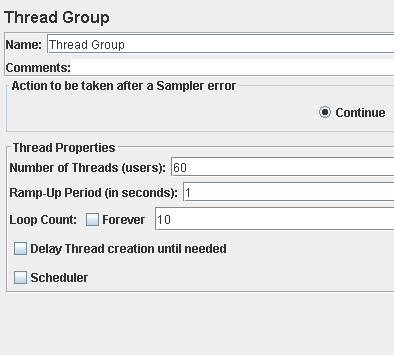 Thread Group
Name: Thread Group
Comments:
Action to be taken after a Sampler error
Continue
Thread Properties
Number of Threads (users): 60
Ramp-Up Period (in seconds): 1
Loop Count: Forever 10
Delay Thread creation until needed
Scheduler